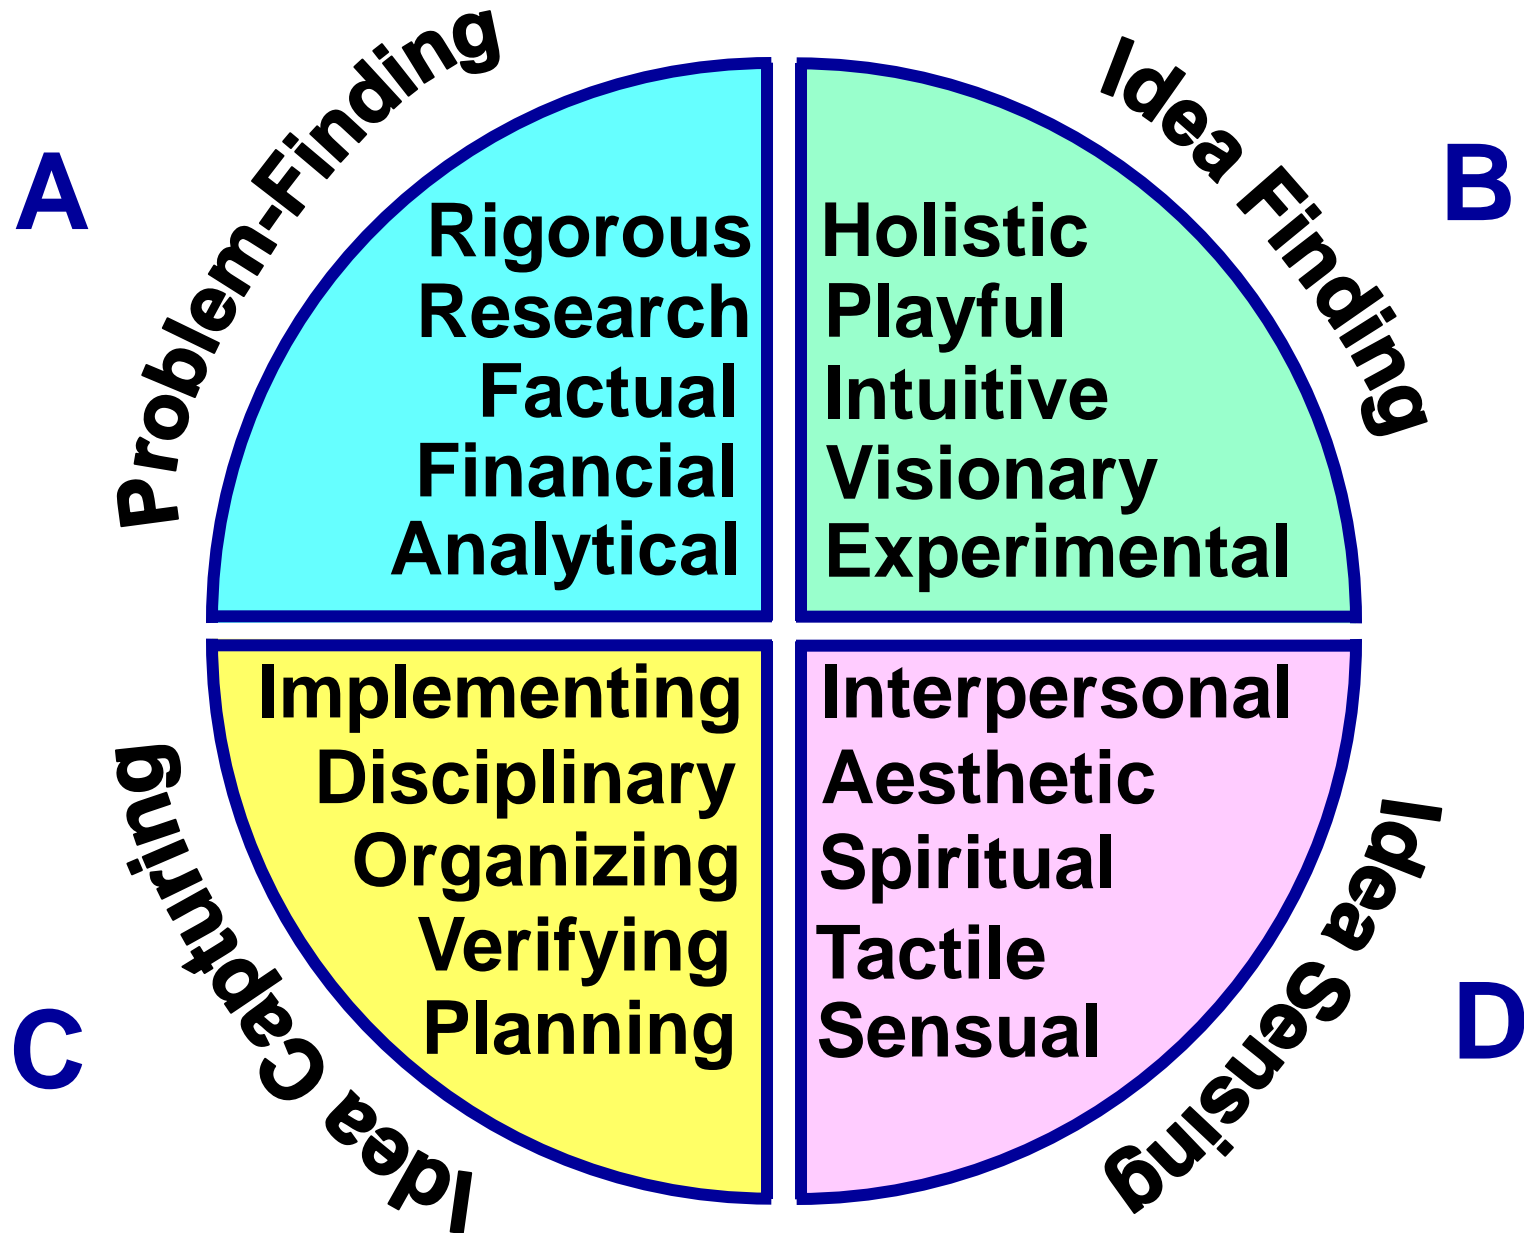 A
Problem-Finding
Rigorous
Research
Factual
Financial
Analytical
B
Idea Finding
Holistic
Playful
Intuitive
Visionary
Experimental
C
Idea Capturing
Implementing
Disciplinary
Organizing
Verifying
Planning
D
Idea Sensing
Interpersonal
Aesthetic
Spiritual
Tactile
Sensual